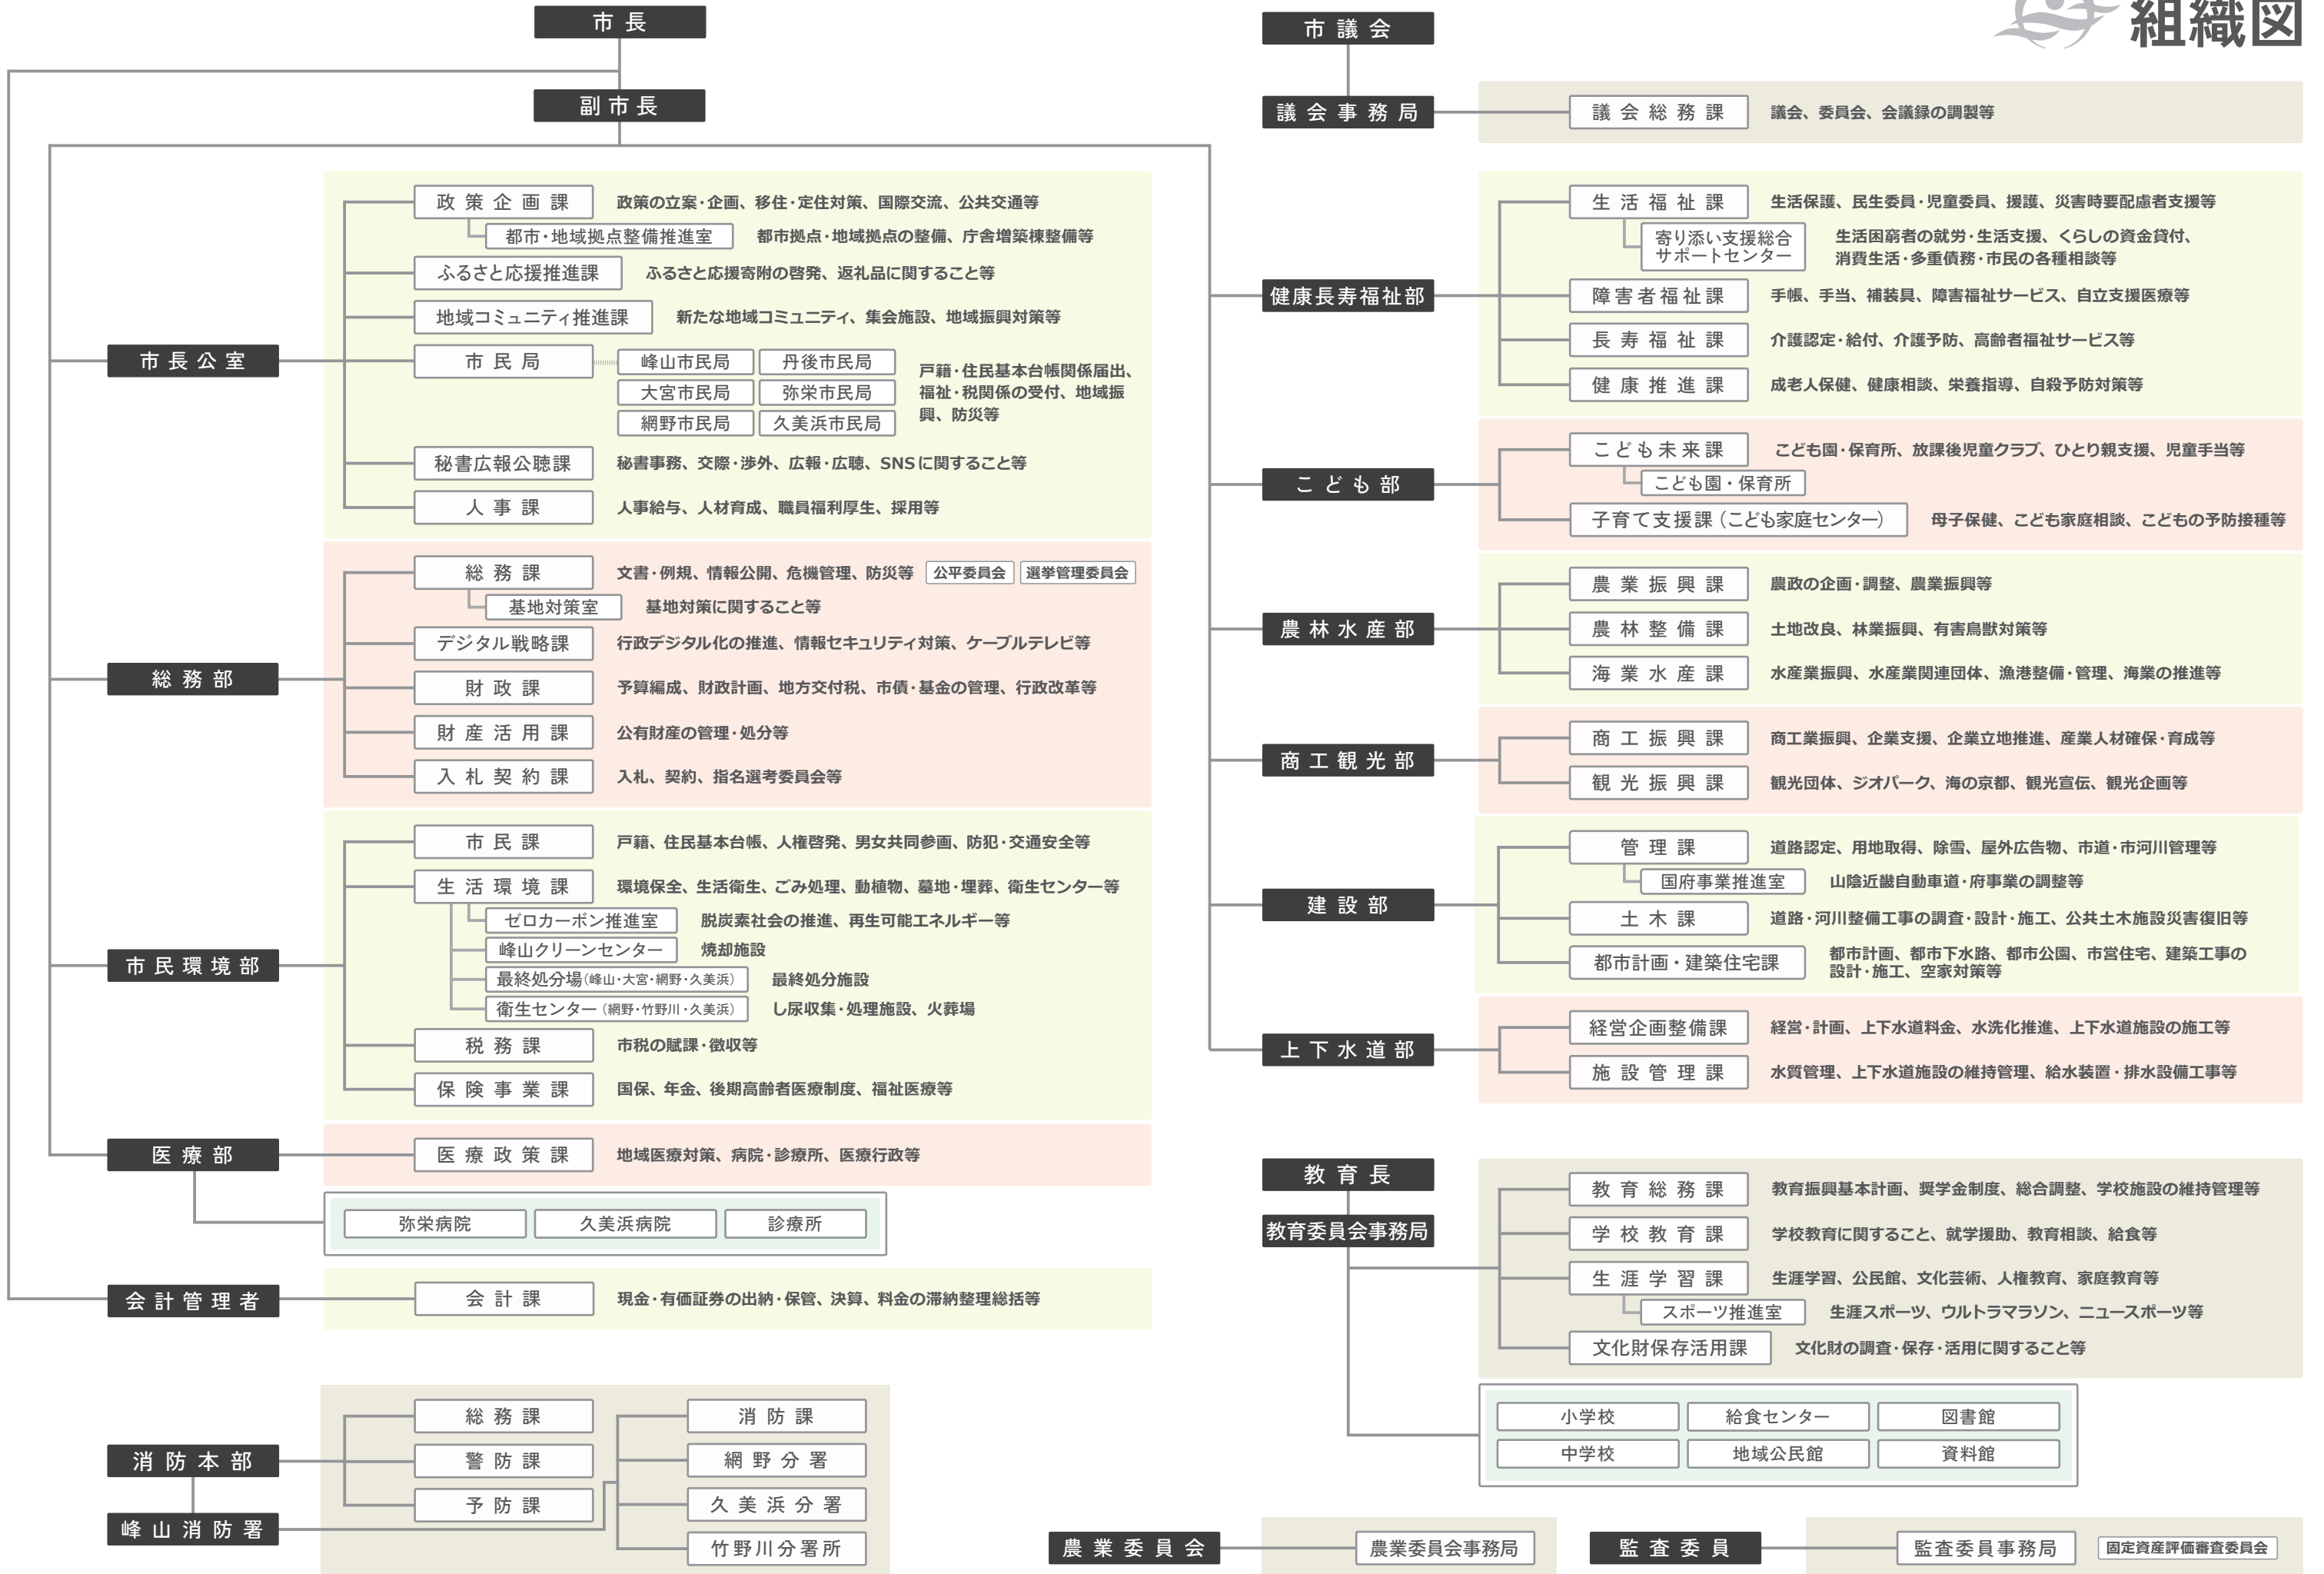 組織図
市長
副市長
市長公室
政策企画課 政策の立案・企画、移住・定住対策、国際交流、公共交通等
都市・地域拠点整備推進室 都市拠点・地域拠点の整備、庁舎増築棟整備等
ふるさと応援推進課 ふるさと応援寄附の啓発、返礼品に関すること等
地域コミュニティ推進課 新たな地域コミュニティ、集会施設、地域振興対策等
市民局
峰山市民局 丹後市民局
大宮市民局 弥栄市民局
網野市民局 久美浜市民局
戸籍・住民基本台帳関係届出、
福祉・税関係の受付、地域振
興、防災等
秘書広報公聴課 秘書事務、交際・渉外、広報・広聴、SNSに関すること等
人事課 人事給与、人材育成、職員福利厚生、採用等
総務部
総務課 文書・例規、情報公開、危機管理、防災等 公平委員会 選挙管理委員会
基地対策室 基地対策に関すること等
デジタル戦略課 行政デジタル化の推進、情報セキュリティ対策、ケーブルテレビ等
財政課 予算編成、財政計画、地方交付税、市債・基金の管理、行政改革等
財産活用課 公有財産の管理・処分等
入札契約課 入札、契約、指名選考委員会等
市民環境部
市民課 戸籍、住民基本台帳、人権啓発、男女共同参画、防犯・交通安全等
生活環境課 環境保全、生活衛生、ごみ処理、動植物、墓地・埋葬、衛生センター等
ゼロカーボン推進室 脱炭素社会の推進、再生可能エネルギー等
峰山クリーンセンター 焼却施設
最終処分場（峰山・大宮・網野・久美浜） 最終処分施設
衛生センター（網野・竹野川・久美浜） し尿収集・処理施設、火葬場
税務課 市税の賦課・徴収等
保険事業課 国保、年金、後期高齢者医療制度、福祉医療等
医療部
医療政策課 地域医療対策、病院・診療所、医療行政等
弥栄病院 久美浜病院 診療所
会計管理者
会計課 現金・有価証券の出納・保管、決算、料金の滞納整理総括等
消防本部
総務課
警防課
予防課
峰山消防署
消防課
網野分署
久美浜分署
竹野川分署所
市議会
議会事務局
議会総務課 議会、委員会、会議録の調製等
健康長寿福祉部
生活福祉課 生活保護、民生委員・児童委員、援護、災害時要配慮者支援等
寄り添い支援総合
サポートセンター
生活困窮者の就労・生活支援、くらしの資金貸付、
消費生活・多重債務・市民の各種相談等
障害者福祉課 手帳、手当、補装具、障害福祉サービス、自立支援医療等
長寿福祉課 介護認定・給付、介護予防、高齢者福祉サービス等
健康推進課 成老人保健、健康相談、栄養指導、自殺予防対策等
こども部
こども未来課 こども園・保育所、放課後児童クラブ、ひとり親支援、児童手当等
こども園・保育所
子育て支援課（こども家庭センター） 母子保健、こども家庭相談、こどもの予防接種等
農林水産部
農業振興課 農政の企画・調整、農業振興等
農林整備課 土地改良、林業振興、有害鳥獣対策等
海業水産課 水産業振興、水産業関連団体、漁港整備・管理、海業の推進等
商工観光部
商工振興課 商工業振興、企業支援、企業立地推進、産業人材確保・育成等
観光振興課 観光団体、ジオパーク、海の京都、観光宣伝、観光企画等
建設部
管理課 道路認定、用地取得、除雪、屋外広告物、市道・市河川管理等
国府事業推進室 山陰近畿自動車道・府事業の調整等
土木課 道路・河川整備工事の調査・設計・施工、公共土木施設災害復旧等
都市計画・建築住宅課
都市計画、都市下水路、都市公園、市営住宅、建築工事の
設計・施工、空家対策等
上下水道部
経営企画整備課 経営・計画、上下水道料金、水洗化推進、上下水道施設の施工等
施設管理課 水質管理、上下水道施設の維持管理、給水装置・排水設備工事等
教育長
教育委員会事務局
教育総務課 教育振興基本計画、奨学金制度、総合調整、学校施設の維持管理等
学校教育課 学校教育に関すること、就学援助、教育相談、給食等
生涯学習課 生涯学習、公民館、文化芸術、人権教育、家庭教育等
スポーツ推進室 生涯スポーツ、ウルトラマラソン、ニュースポーツ等
文化財保存活用課 文化財の調査・保存・活用に関すること等
小学校 給食センター 図書館
中学校 地域公民館 資料館
農業委員会 農業委員会事務局
監査委員 監査委員事務局 固定資産評価審査委員会